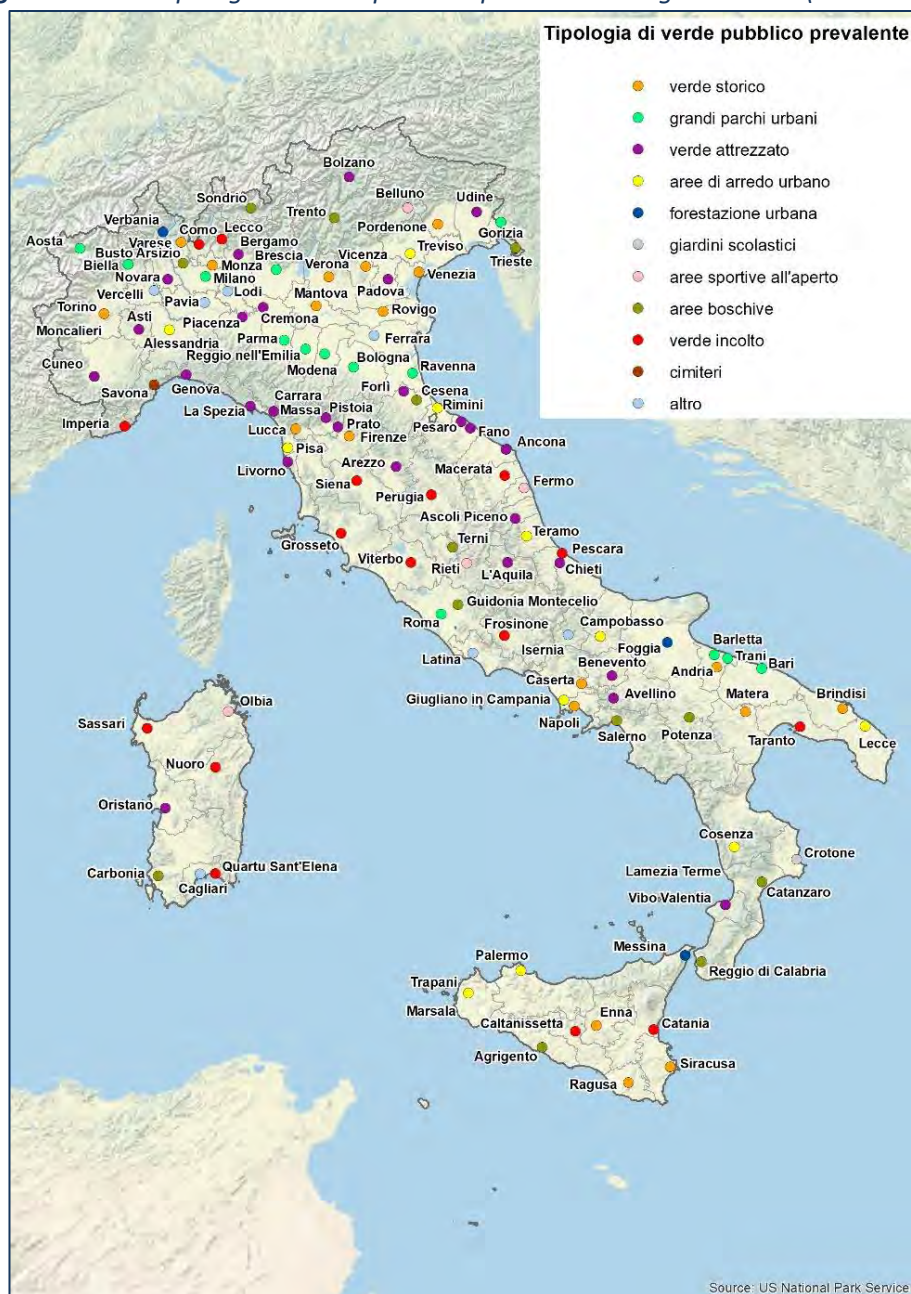 Tipologia di verde pubblico prevalente
verde storico
grandi parchi urbani
verde attrezzato
aree di arredo urbano
forestazione urbana
giardini scolastici
aree sportive all'aperto
aree boschive
verde incolto
cimiteri
altro
Bolzano
Sondrio
Belluno
Udine
Verbania
Trento
Pordenone
Como
Lecco
Gorizia
Aosta
Varese
Bergamo
Treviso
Busto Arsizio
Brescia
Vicenza
Trieste
Biella
Monza
Verona
Venezia
Novara
Milano
Padova
Vercelli
Lodi
Mantova
Torino
Pavia
Rovigo
Asti
Cremona
Moncalieri
Piacenza
Ferrara
Alessandria
Parma
Reggio nell'Emilia
Bologna
Cuneo
Modena
Ravenna
Savona
Genova
Forlì
Cesena
Carrara
Rimini
La Spezia
Massa
Pistoia
Imperia
Prato
Pesaro
Fano
Lucca
Firenze
Ancona
Pisa
Arezzo
Macerata
Livorno
Siena
Fermo
Perugia
Ascoli Piceno
Teramo
Grosseto
Terni
Pescara
Viterbo
Rieti
L'Aquila
Chieti
Guidonia Montecelio
Roma
Frosinone
Campobasso
Isernia
Foggia
Barletta
Latina
Trani
Benevento
Bari
Caserta
Andria
Olbia
Giugliano in Campania
Avellino
Matera
Brindisi
Sassari
Napoli
Salerno
Potenza
Taranto
Lecce
Nuoro
Oristano
Cosenza
Crotone
Carbonia
Quartu Sant'Elena
Lamezia Terme
Cagliari
Catanzaro
Vibo Valentia
Messina
Palermo
Reggio di Calabria
Trapani
Marsala
Enna
Caltanissetta
Catania
Agrigento
Siracusa
Ragusa
Source: US National Park Service